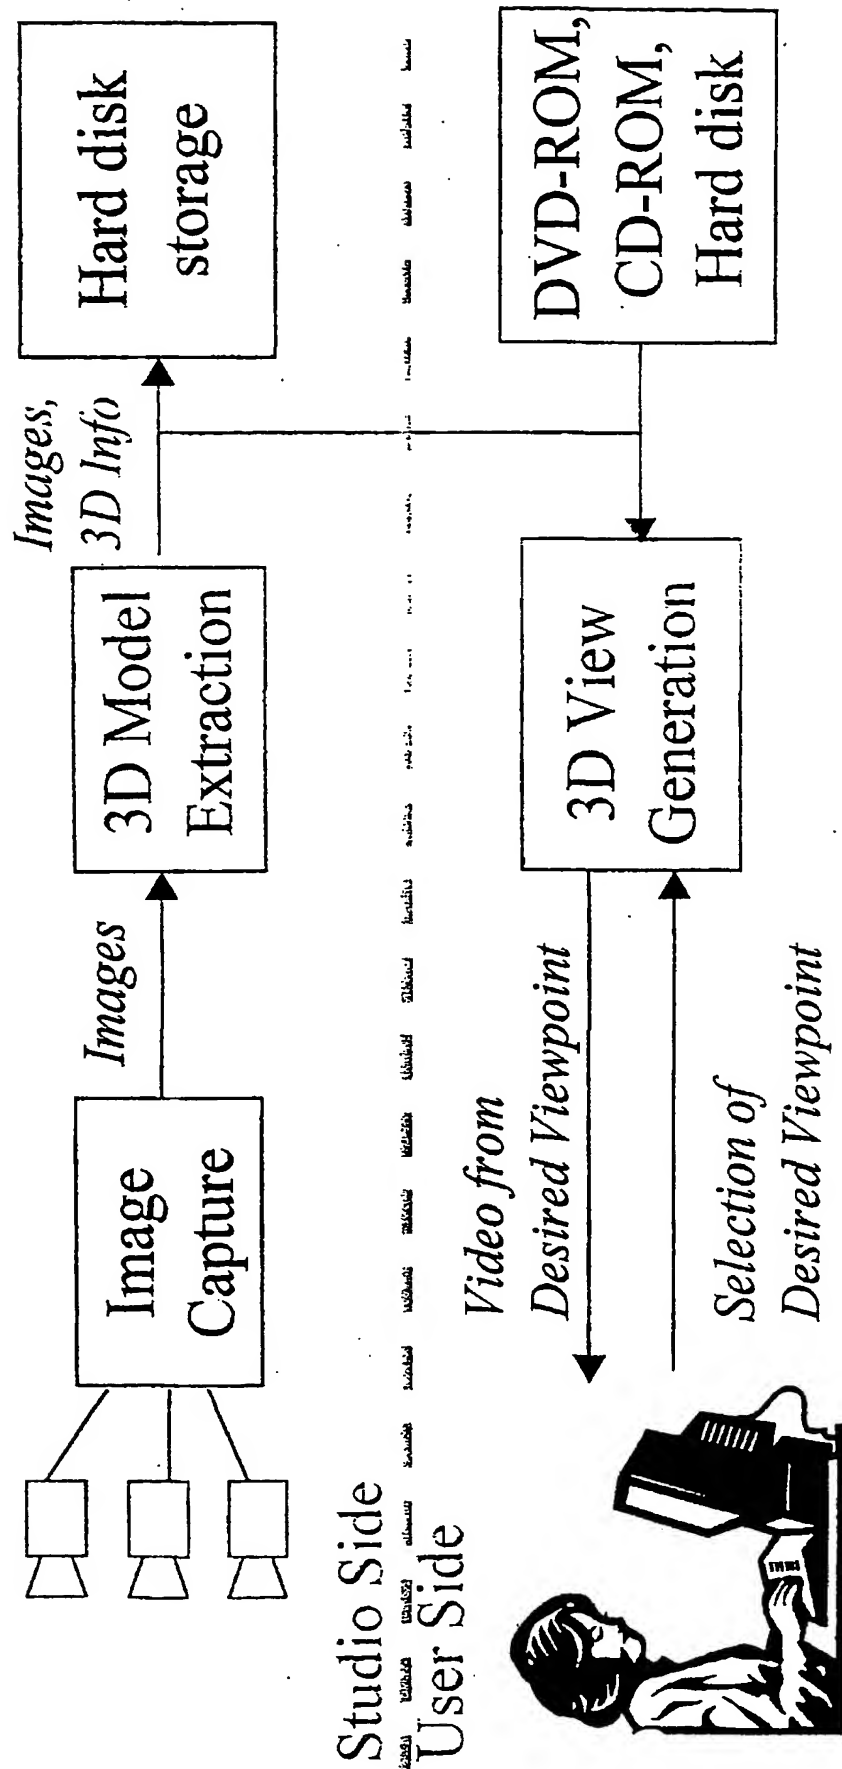 Image
Capture
Images
3D Model
Extraction
Images,
3D Info
Hard disk
storage
Studio Side
User Side
Video from
Desired Viewpoint
Selection of
Desired Viewpoint
3D View
Generation
DVD-ROM,
CD-ROM,
Hard disk